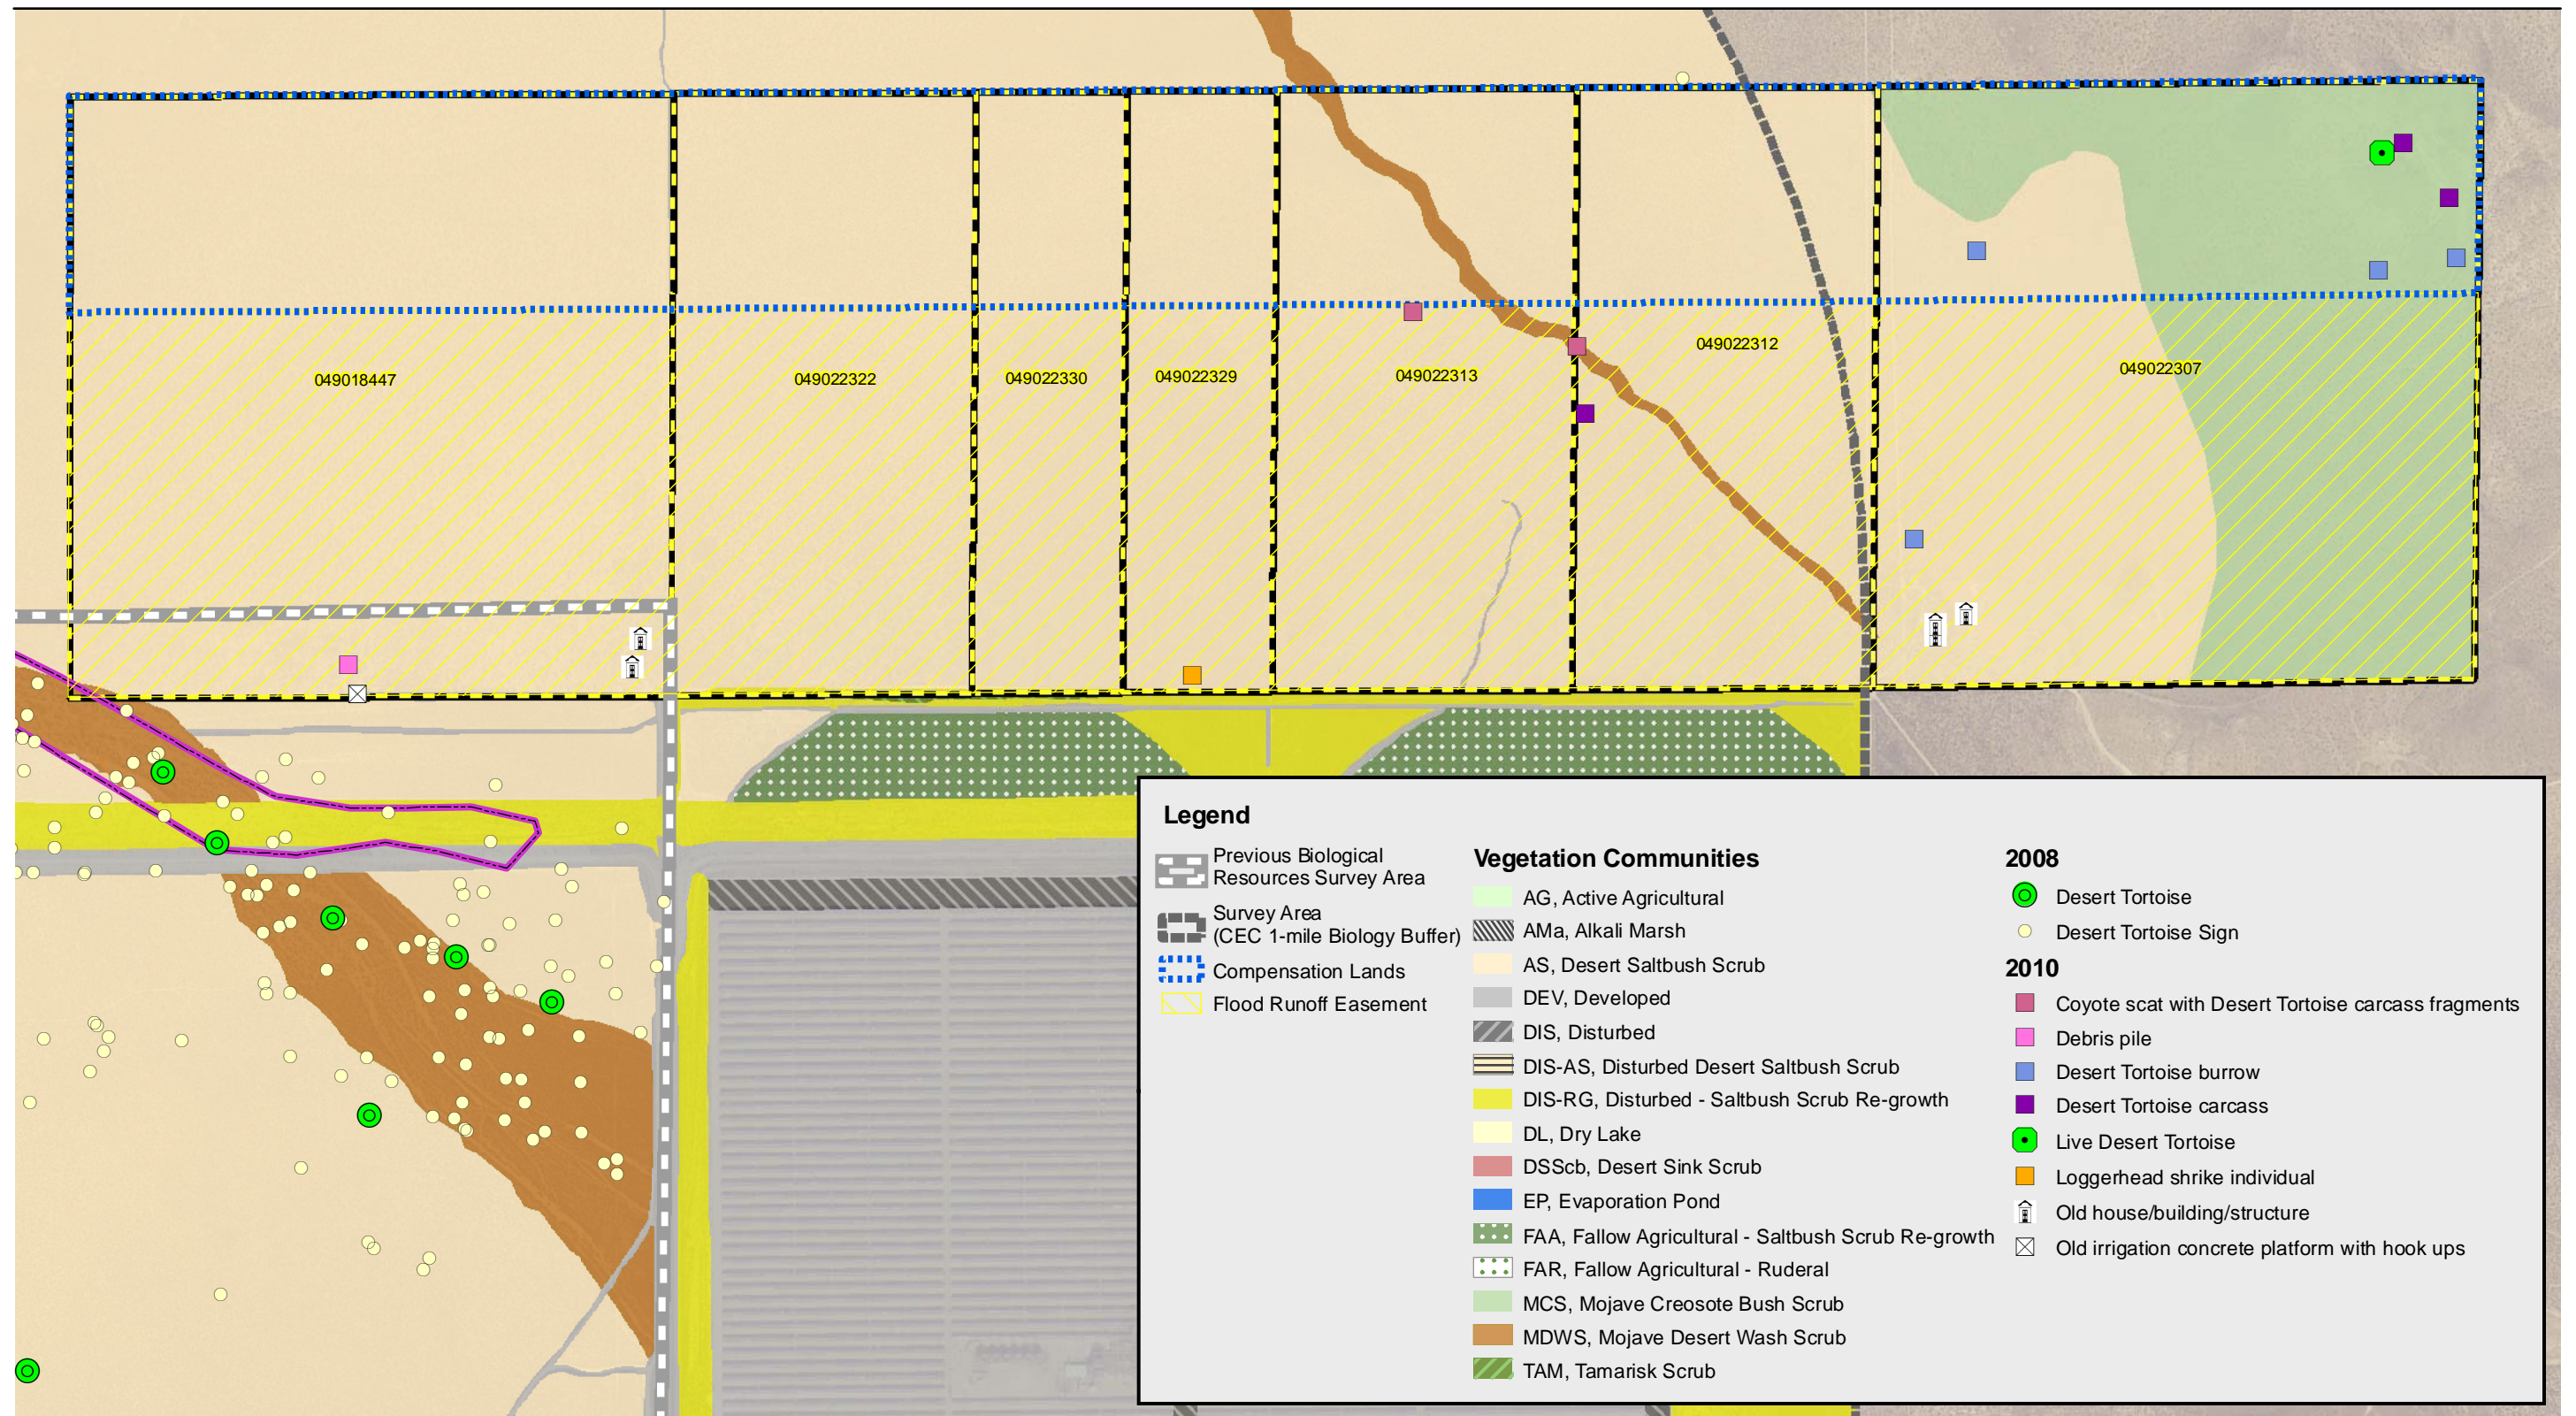 049018447
049022322
049022330
049022329
049022313
049022312
049022307
Legend
Previous Biological
Resources Survey Area
Survey Area
(CEC 1-mile Biology Buffer)
Compensation Lands
Flood Runoff Easement
Vegetation Communities
AG, Active Agricultural
AMa, Alkali Marsh
AS, Desert Saltbush Scrub
DEV, Developed
DIS, Disturbed
DIS-AS, Disturbed Desert Saltbush Scrub
DIS-RG, Disturbed - Saltbush Scrub Re-growth
DL, Dry Lake
DSScb, Desert Sink Scrub
EP, Evaporation Pond
FAA, Fallow Agricultural - Saltbush Scrub Re-growth
FAR, Fallow Agricultural - Ruderal
MCS, Mojave Creosote Bush Scrub
MDWS, Mojave Desert Wash Scrub
TAM, Tamarisk Scrub
2008
Desert Tortoise
Desert Tortoise Sign
2010
Coyote scat with Desert Tortoise carcass fragments
Debris pile
Desert Tortoise burrow
Desert Tortoise carcass
Live Desert Tortoise
Loggerhead shrike individual
Old house/building/structure
Old irrigation concrete platform with hook ups